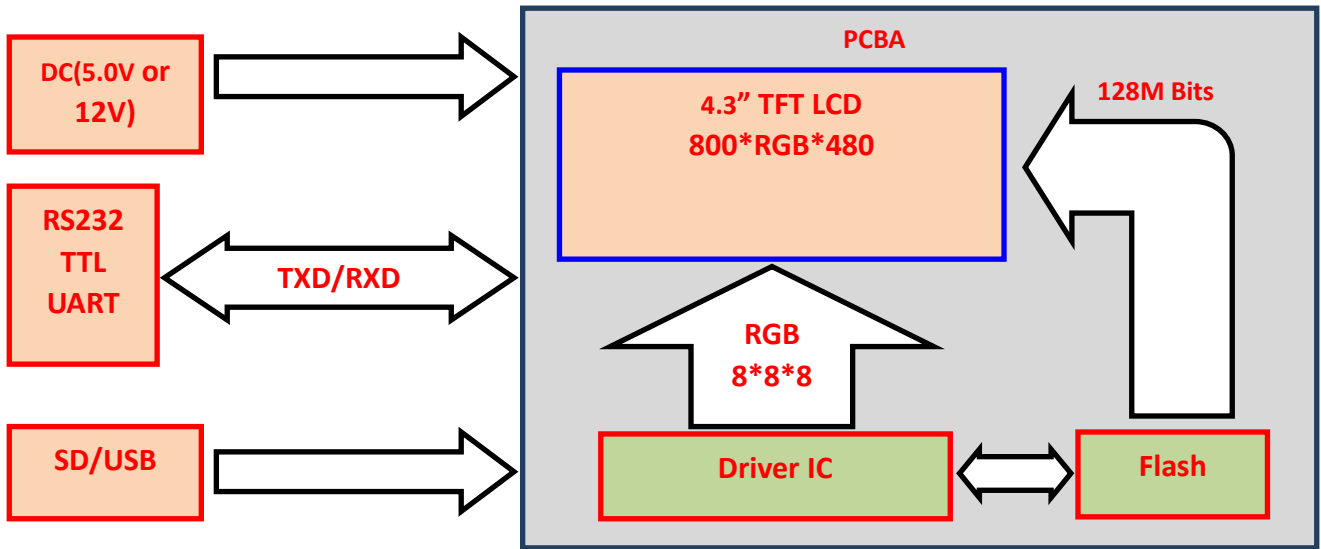 DC(5.0V or
12V)
RS232
TTL
UART
TXD/RXD
SD/USB
PCBA
4.3” TFT LCD
800*RGB*480
128M Bits
RGB
8*8*8
Driver IC
Flash